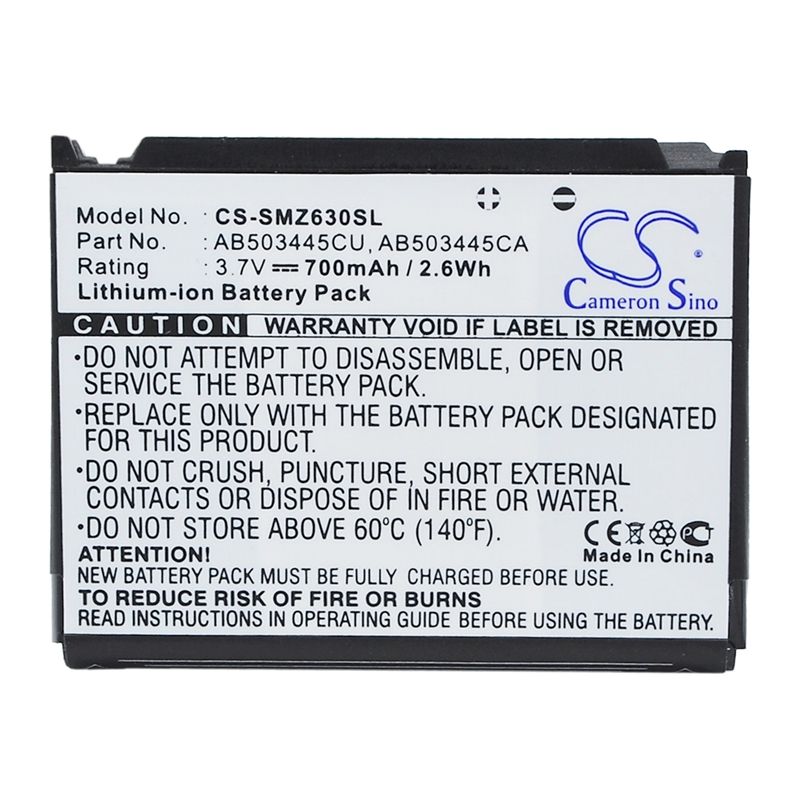 Model No. : CS-SMZ630SL
Part No. : AB503445CU, AB503445CA
Rating : 3.7V 700mAh / 2.6Wh
Lithium-ion Battery Pack
CS
Cameron Sino
CAUTION WARRANTY VOID IF LABEL IS REMOVED
•DO NOT ATTEMPT TO DISASSEMBLE, OPEN OR
SERVICE THE BATTERY PACK.
•REPLACE ONLY WITH THE BATTERY PACK DESIGNATED
FOR THIS PRODUCT.
•DO NOT CRUSH, PUNCTURE, SHORT EXTERNAL
CONTACTS OR DISPOSE OF IN FIRE OR WATER.
•DO NOT STORE ABOVE 60°C (140°F).
CE PCT
Made In China
ATTENTION:
NEW BATTERY PACK MUST BE FULLY CHARGED BEFORE USE
TO REDUCE RISK OF FIRE OR BURNS
READ INSTRUCTIONS IN OPERATING GUIDE BEFORE USING THE BATTERY.